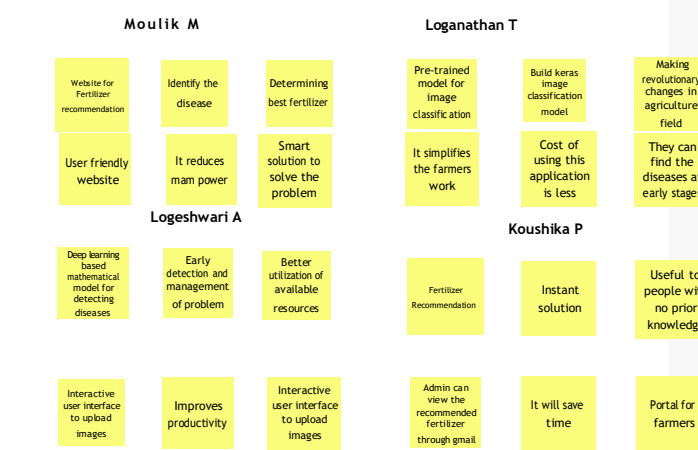 Moulik M
Website for
Fertilizer
recommendation
Identify the
disease
Determining
best fertilizer
User friendly
website
It reduces
mam power
Smart
solution to
solve the
problem
Loganathan T
Pre-trained
model for
image
classification
Build keras
image
classification
model
Making
revolutionary
changes in
agriculture
field
It simplifies
the farmers
work
Cost of
using this
application
is less
They can
find the
diseases at
early stages
Logeshwari A
Deep learning
based
mathematical
model for
detecting
diseases
Early
detection and
management
of problem
Better
utilization of
available
resources
Interactive
user interface
to upload
images
Improves
productivity
Interactive
user interface
to upload
images
Koushika P
Fertilizer
Recommendation
Instant
solution
Useful to
people wit
no prior
knowledg
Admin can
view the
recommended
fertilizer
through gmail
It will save
time
Portal for
farmers